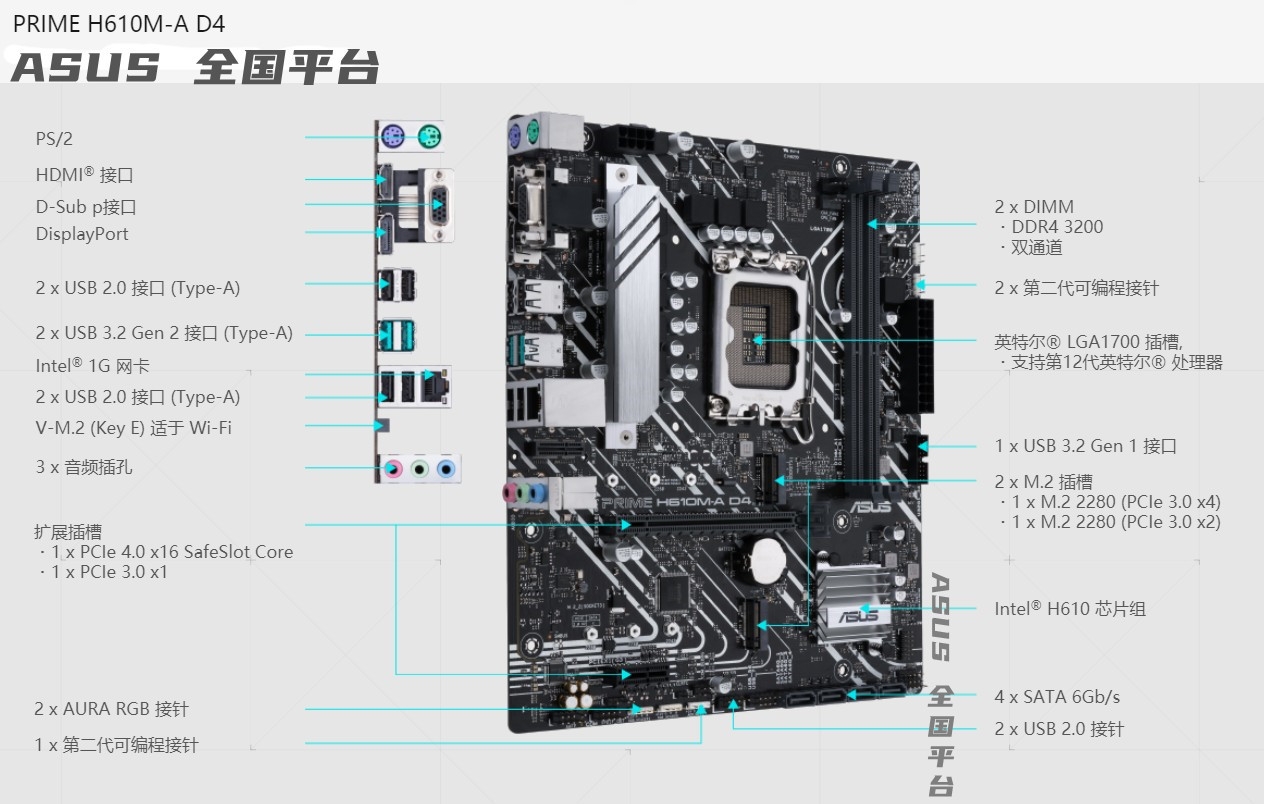 PRIME H610M-A D4
ASUS 全国平台
PS/2
HDMI® 接口
D-Sub p接口
DisplayPort
2 x USB 2.0 接口 (Type-A)
2 x USB 3.2 Gen 2 接口 (Type-A)
Intel® 1G 网卡
2 x USB 2.0 接口 (Type-A)
V-M.2 (Key E) 适于 Wi-Fi
3 x 音频插孔
扩展插槽
· 1 x PCIe 4.0 x16 SafeSlot Core
· 1 x PCIe 3.0 x1
2 x AURA RGB 接针
1 x 第二代可编程接针
LGA1700
PRIME H610M-A D4
ASUS
ASUS
2 x DIMM
· DDR4 3200
· 双通道
2 x 第二代可编程接针
英特尔® LGA1700 插槽,
· 支持第12代英特尔® 处理器
1 x USB 3.2 Gen 1 接口
2 x M.2 插槽
· 1 x M.2 2280 (PCIe 3.0 x4)
· 1 x M.2 2280 (PCIe 3.0 x2)
Intel® H610 芯片组
4 x SATA 6Gb/s
2 x USB 2.0 接针
ASUS 全国平台